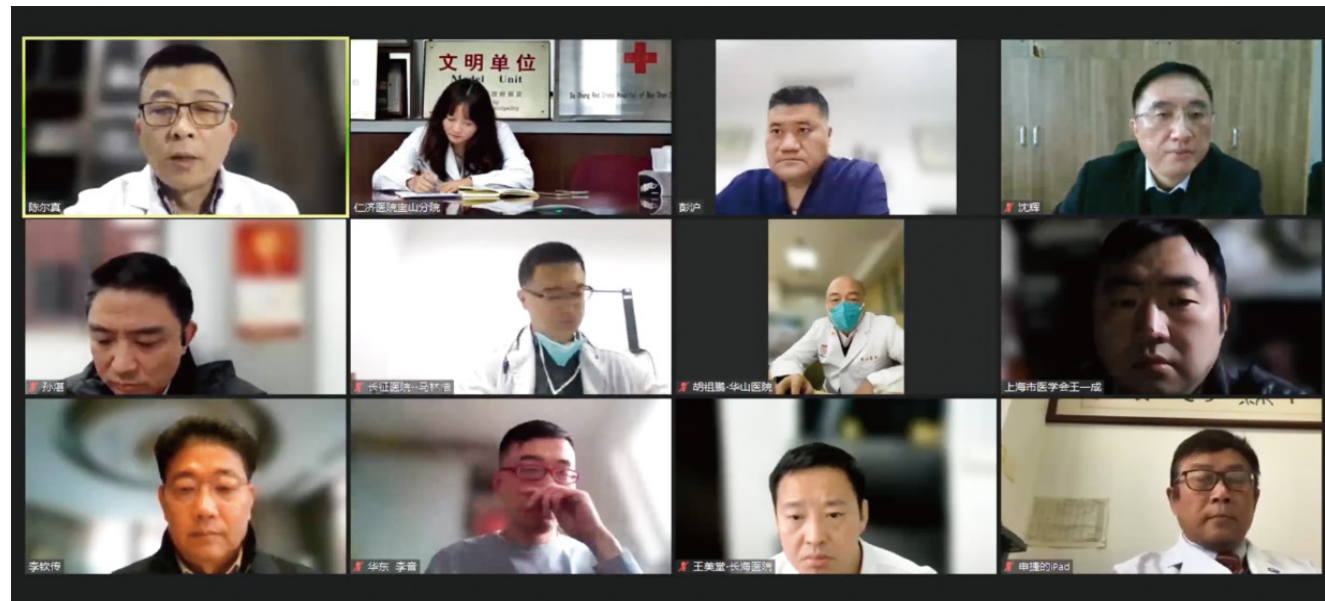 文明单位
Model Unit
陈尔真
仁济医院宝山分院
彭沪
沈辉
孙湛
长征医院--马林浩
胡祖鹏-华山医院
上海市医学会王一成
李钦传
华东 李音
王美堂-长海医院
申捷的iPad